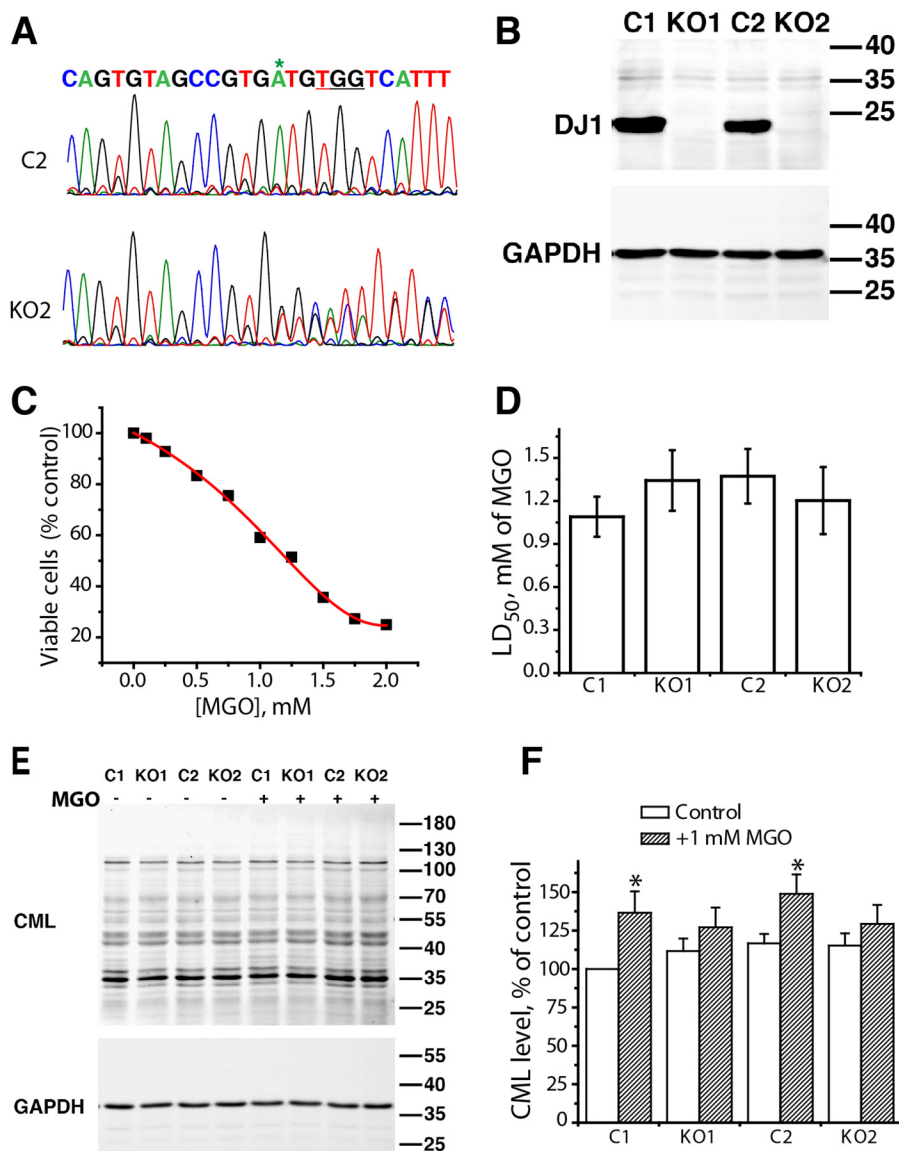 A
*
CAGTGTAGCCGTGATGTGGTCATTT
C2
KO2
B
C1 KO1 C2 KO2
40
35
DJ1
25
40
GAPDH
35
25
C
Viable cells (% control)
100
80
60
40
20
0.0 0.5 1.0 1.5 2.0
[MGO], mM
D
LD50, mM of MGO
1.5
1.2
0.9
0.6
0.3
0.0
C1 KO1 C2 KO2
E
C1 KO1 C2 KO2 C1 KO1 C2 KO2
MGO - - - - + + + +
180
130
100
70
CML
55
40
35
25
55
40
GAPDH
35
25
F
Control
+1 mM MGO
CML level, % of control
* *
150
125
100
75
50
25
0
C1 KO1 C2 KO2